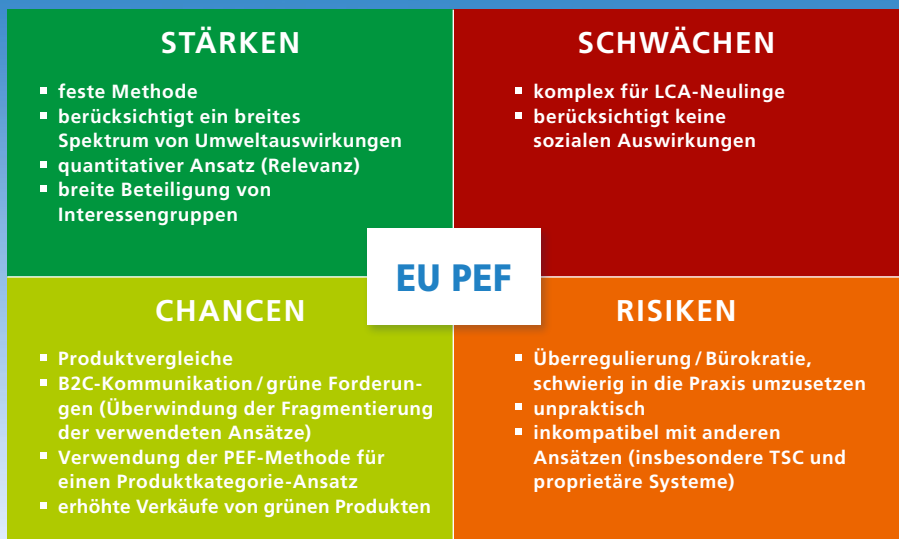 STÄRKEN
▪ feste Methode
▪ berücksichtigt ein breites
Spektrum von Umweltauswirkungen
▪ quantitativer Ansatz (Relevanz)
▪ breite Beteiligung von
Interessengruppen
SCHWÄCHEN
▪ komplex für LCA-Neulinge
▪ berücksichtigt keine
sozialen Auswirkungen
EU PEF
CHANCEN
▪ Produktvergleiche
▪ B2C-Kommunikation / grüne Forderun-
gen (Überwindung der Fragmentierung
der verwendeten Ansätze)
▪ Verwendung der PEF-Methode für
einen Produktkategorie-Ansatz
▪ erhöhte Verkäufe von grünen Produkten
RISIKEN
▪ Überregulierung / Bürokratie,
schwierig in die Praxis umzusetzen
▪ unpraktisch
▪ inkompatibel mit anderen
Ansätzen (insbesondere TSC und
proprietäre Systeme)